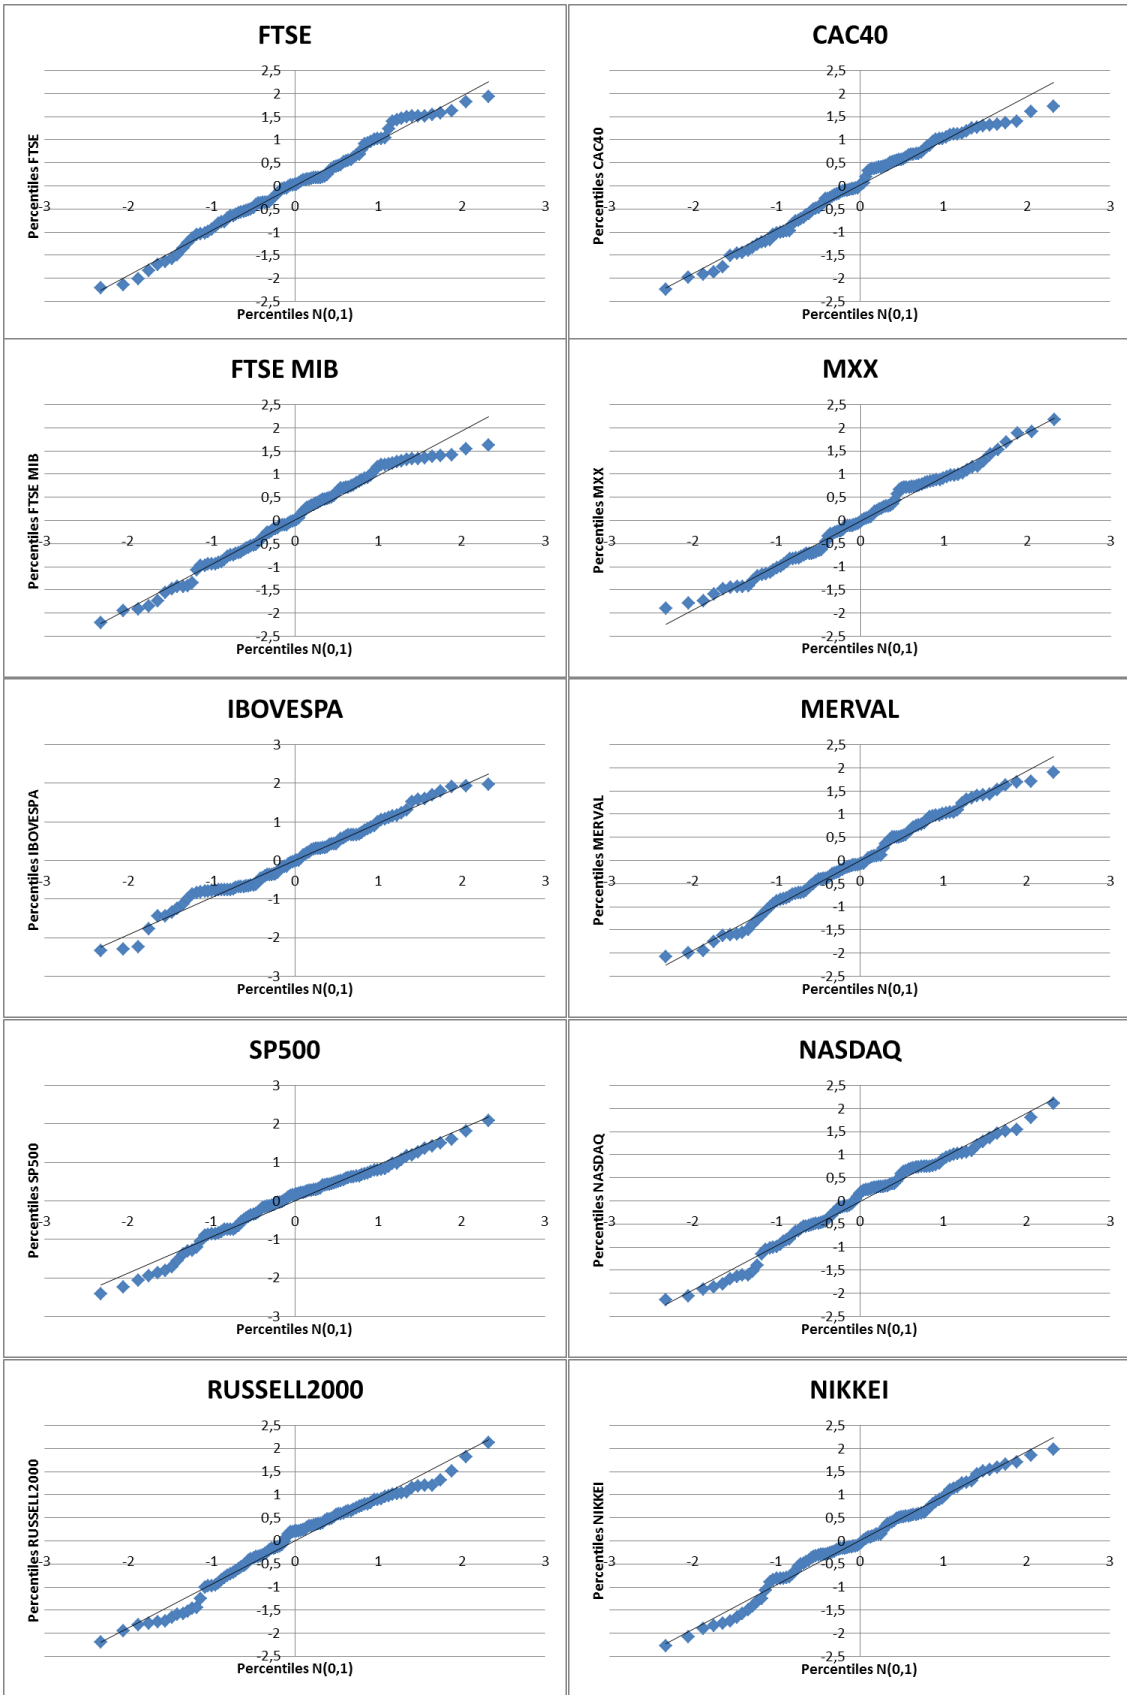 FTSE
2,5
2
1,5
1
0,5
0
-3 -2 -1 0 1 2 3
-0,5
-1
-1,5
-2
-2,5
Percentiles FTSE
Percentiles N(0,1)
CAC40
2,5
2
1,5
1
0,5
0
-3 -2 -1 0 1 2 3
-0,5
-1
-1,5
-2
-2,5
Percentiles CAC40
Percentiles N(0,1)
FTSE MIB
2,5
2
1,5
1
0,5
0
-3 -2 -1 0 1 2 3
-0,5
-1
-1,5
-2
-2,5
Percentiles FTSE MIB
Percentiles N(0,1)
MXX
2,5
2
1,5
1
0,5
0
-3 -2 -1 0 1 2 3
-0,5
-1
-1,5
-2
-2,5
Percentiles MXX
Percentiles N(0,1)
IBOVESPA
3
2
1
0
-3 -2 -1 0 1 2 3
-1
-2
-3
Percentiles IBOVESPA
Percentiles N(0,1)
MERVAL
2,5
2
1,5
1
0,5
0
-3 -2 -1 0 1 2 3
-0,5
-1
-1,5
-2
-2,5
Percentiles MERVAL
Percentiles N(0,1)
SP500
3
2
1
0
-3 -2 -1 0 1 2 3
-1
-2
-3
Percentiles SP500
Percentiles N(0,1)
NASDAQ
2,5
2
1,5
1
0,5
0
-3 -2 -1 0 1 2 3
-0,5
-1
-1,5
-2
-2,5
Percentiles NASDAQ
Percentiles N(0,1)
RUSSELL2000
2,5
2
1,5
1
0,5
0
-3 -2 -1 0 1 2 3
-0,5
-1
-1,5
-2
-2,5
Percentiles RUSSELL2000
Percentiles N(0,1)
NIKKEI
2,5
2
1,5
1
0,5
0
-3 -2 -1 0 1 2 3
-0,5
-1
-1,5
-2
-2,5
Percentiles NIKKEI
Percentiles N(0,1)